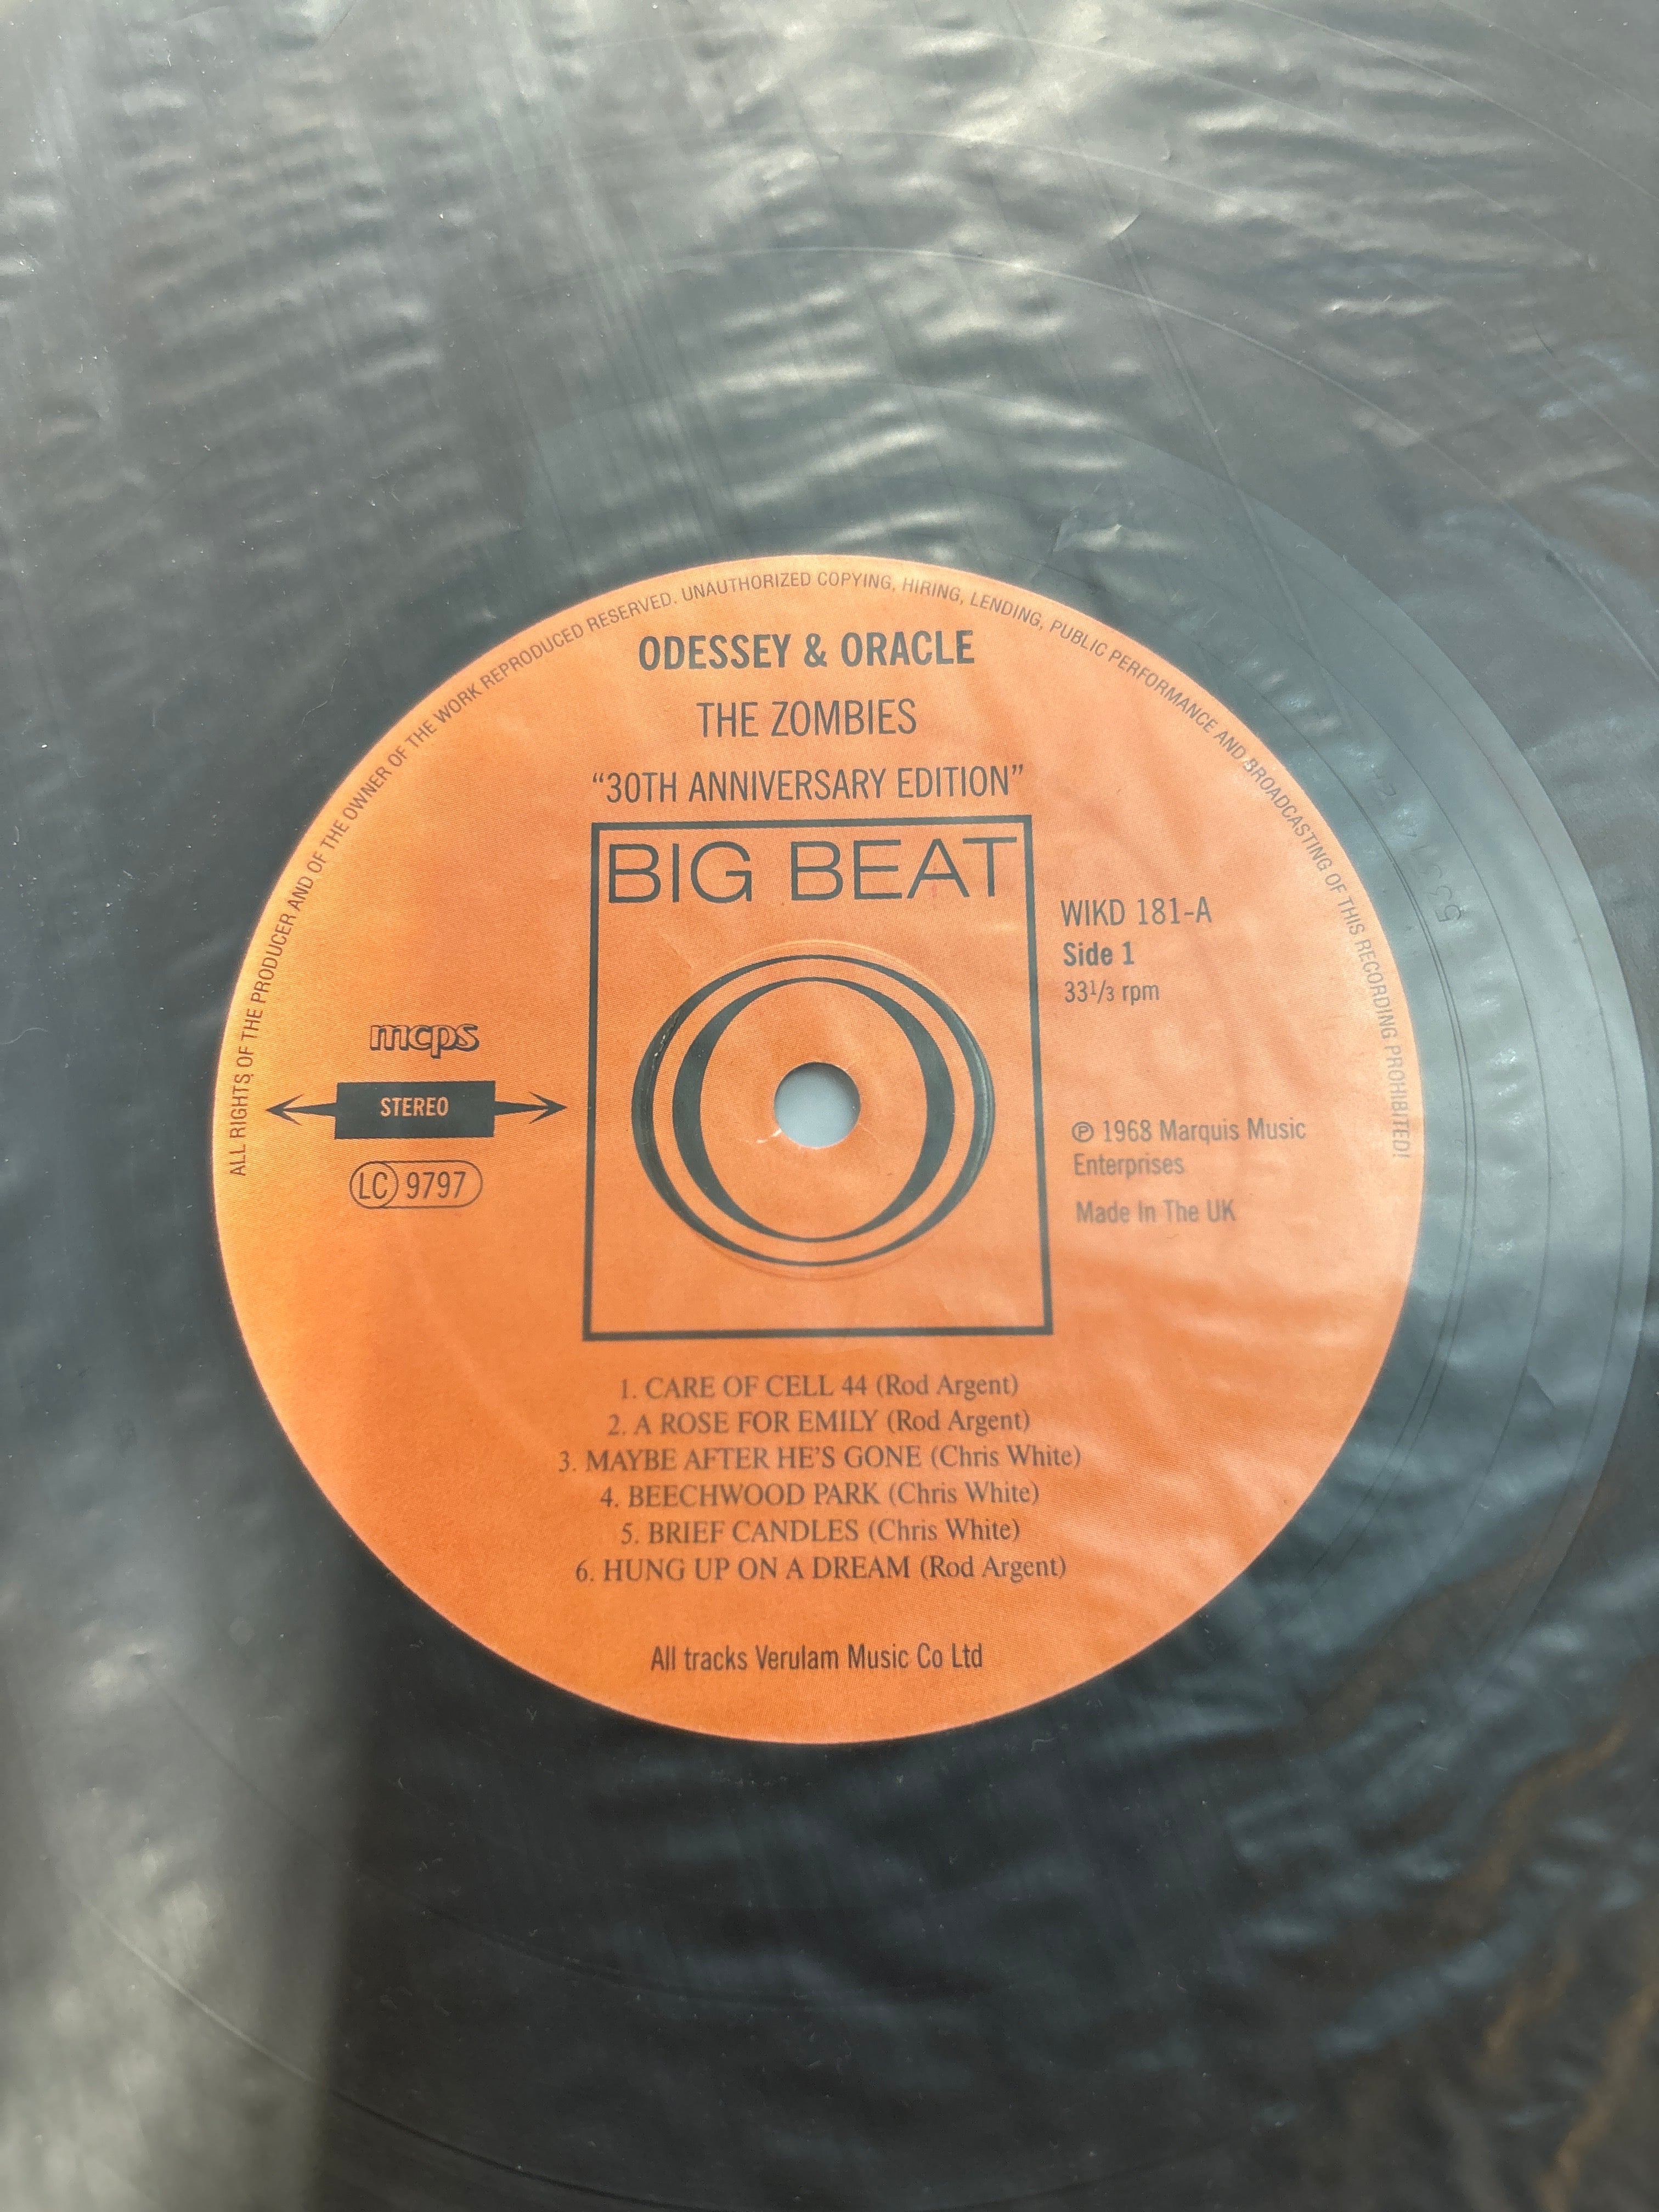 ALL RIGHTS OF THE PRODUCER AND OF THE OWNER OF THE WORK REPRODUCED RESERVED. UNAUTHORIZED COPYING, HIRING, LENDING, PUBLIC PERFORMANCE AND BROADCASTING OF THIS RECORDING PROHIBITED!
ODESSEY & ORACLE
THE ZOMBIES
“30TH ANNIVERSARY EDITION”
BIG BEAT
WIKD 181-A
Side 1
33⅓ rpm
mcps
STEREO
LC 9797
℗ 1968 Marquis Music
Enterprises
Made In The UK
1. CARE OF CELL 44 (Rod Argent)
2. A ROSE FOR EMILY (Rod Argent)
3. MAYBE AFTER HE’S GONE (Chris White)
4. BEECHWOOD PARK (Chris White)
5. BRIEF CANDLES (Chris White)
6. HUNG UP ON A DREAM (Rod Argent)
All tracks Verulam Music Co Ltd